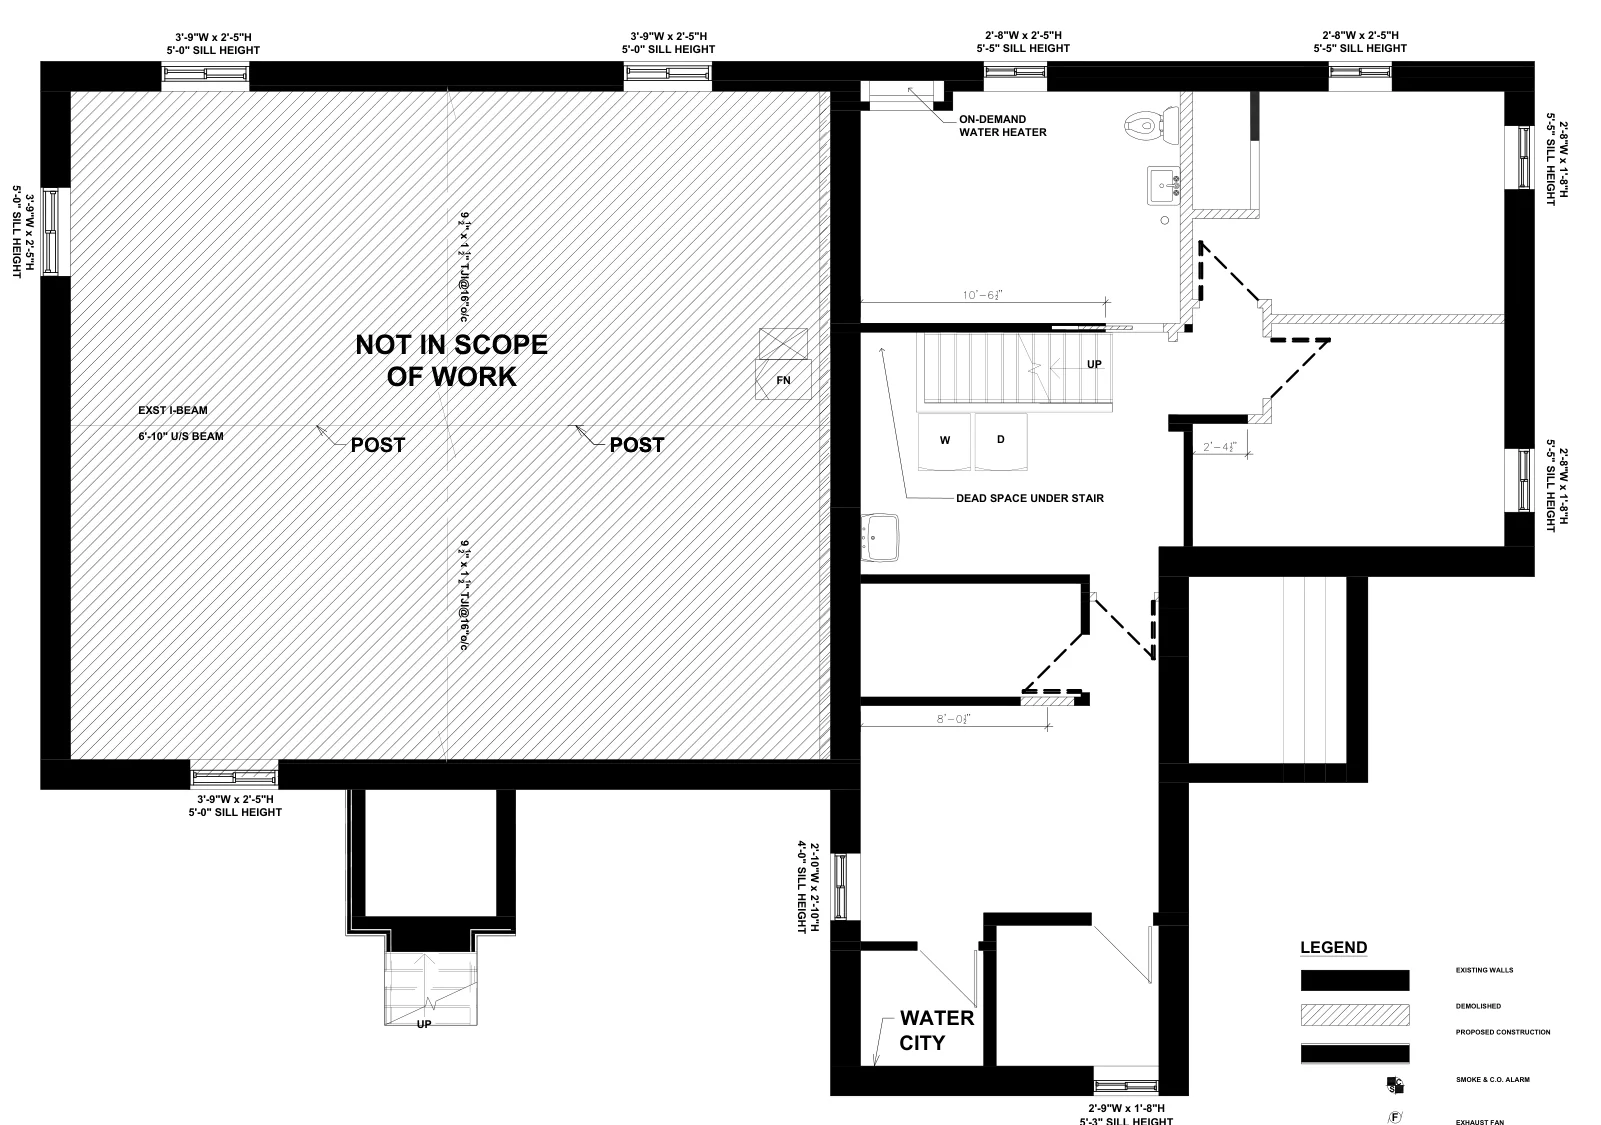 3'-9"W x 2'-5"H
5'-0" SILL HEIGHT
3'-9"W x 2'-5"H
5'-0" SILL HEIGHT
2'-8"W x 2'-5"H
5'-5" SILL HEIGHT
2'-8"W x 2'-5"H
5'-5" SILL HEIGHT
ON-DEMAND
WATER HEATER
2'-8"W x 1'-8"H
5'-5" SILL HEIGHT
3'-9"W x 2'-5"H
5'-0" SILL HEIGHT
9 1/2" x 1 1/2" TJI@16"o/c
10'-6½"
NOT IN SCOPE
OF WORK
FN
UP
EXST I-BEAM
6'-10" U/S BEAM
POST
POST
W
D
2'-4½"
DEAD SPACE UNDER STAIR
2'-8"W x 1'-8"H
5'-5" SILL HEIGHT
9 1/2" x 1 1/2" TJI@16"o/c
8'-0½"
3'-9"W x 2'-5"H
5'-0" SILL HEIGHT
2'-10"W x 2'-10"H
4'-0" SILL HEIGHT
UP
WATER
CITY
2'-9"W x 1'-8"H
5'-3" SILL HEIGHT
LEGEND
EXISTING WALLS
DEMOLISHED
PROPOSED CONSTRUCTION
SMOKE & C.O. ALARM
F
EXHAUST FAN